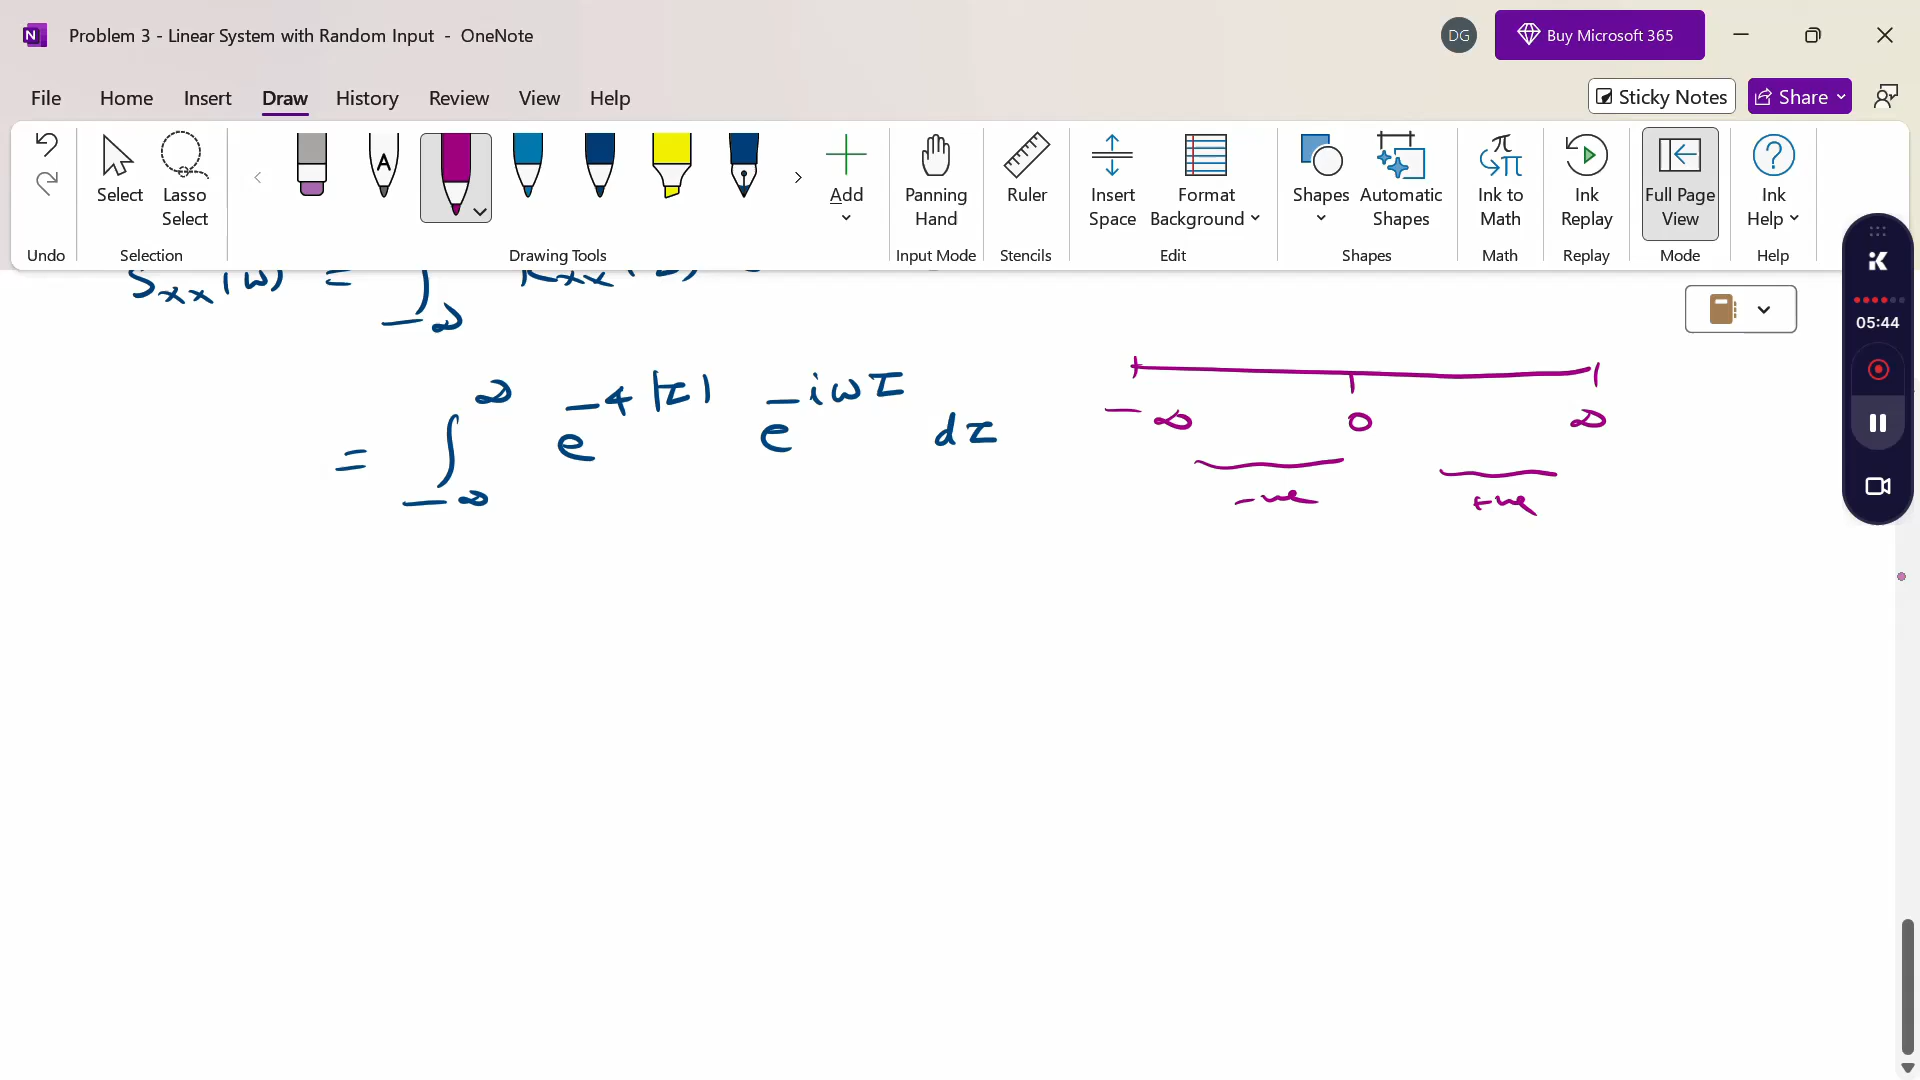 Problem 3 - Linear System with Random Input - OneNote
DG
Buy Microsoft 365
File Home Insert Draw History Review View Help
Sticky Notes
Share
Select
Lasso Select
A
Add
Panning Hand
Ruler
Insert Space
Format Background
Shapes
Automatic Shapes
Ink to Math
Ink Replay
Full Page View
Ink Help
Undo
Selection
Drawing Tools
Input Mode
Stencils
Edit
Shapes
Math
Replay
Mode
Help
05:44
S_xx(ω) = ∫_-∞ R_xx(τ)
= ∫_-∞^∞ e^-4|τ| e^-iωτ dτ
-∞ 0 ∞
-ve +ve